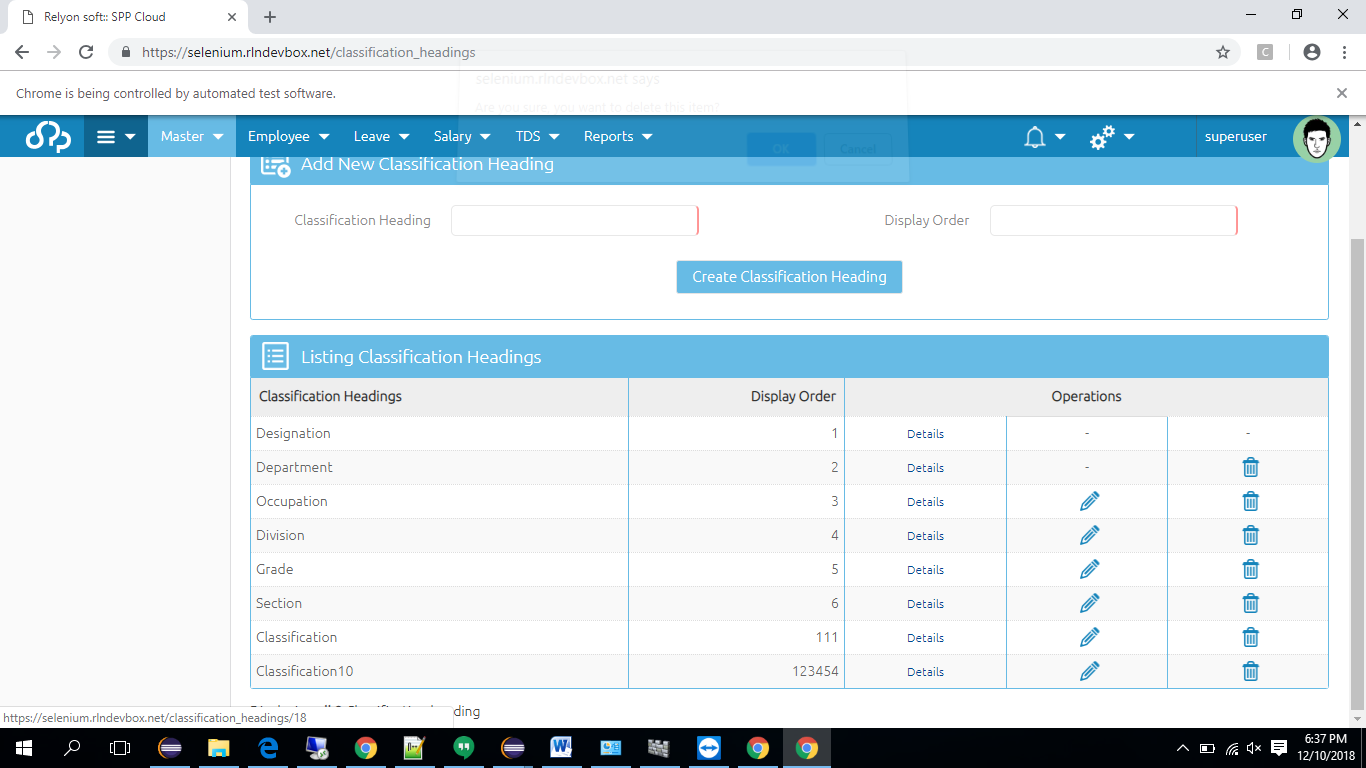 Relyon soft:: SPP Cloud
https://selenium.rlndevbox.net/classification_headings
C
selenium.rlndevbox.net says
Are you sure, you want to delete this item?
OK Cancel
Chrome is being controlled by automated test software.
Master Employee Leave Salary TDS Reports superuser
Add New Classification Heading
Classification Heading Display Order
Create Classification Heading
Listing Classification Headings
Classification Headings Display Order Operations
Designation 1 Details - -
Department 2 Details -
Occupation 3 Details
Division 4 Details
Grade 5 Details
Section 6 Details
Classification 111 Details
Classification10 123454 Details
https://selenium.rlndevbox.net/classification_headings/18
6:37 PM
12/10/2018